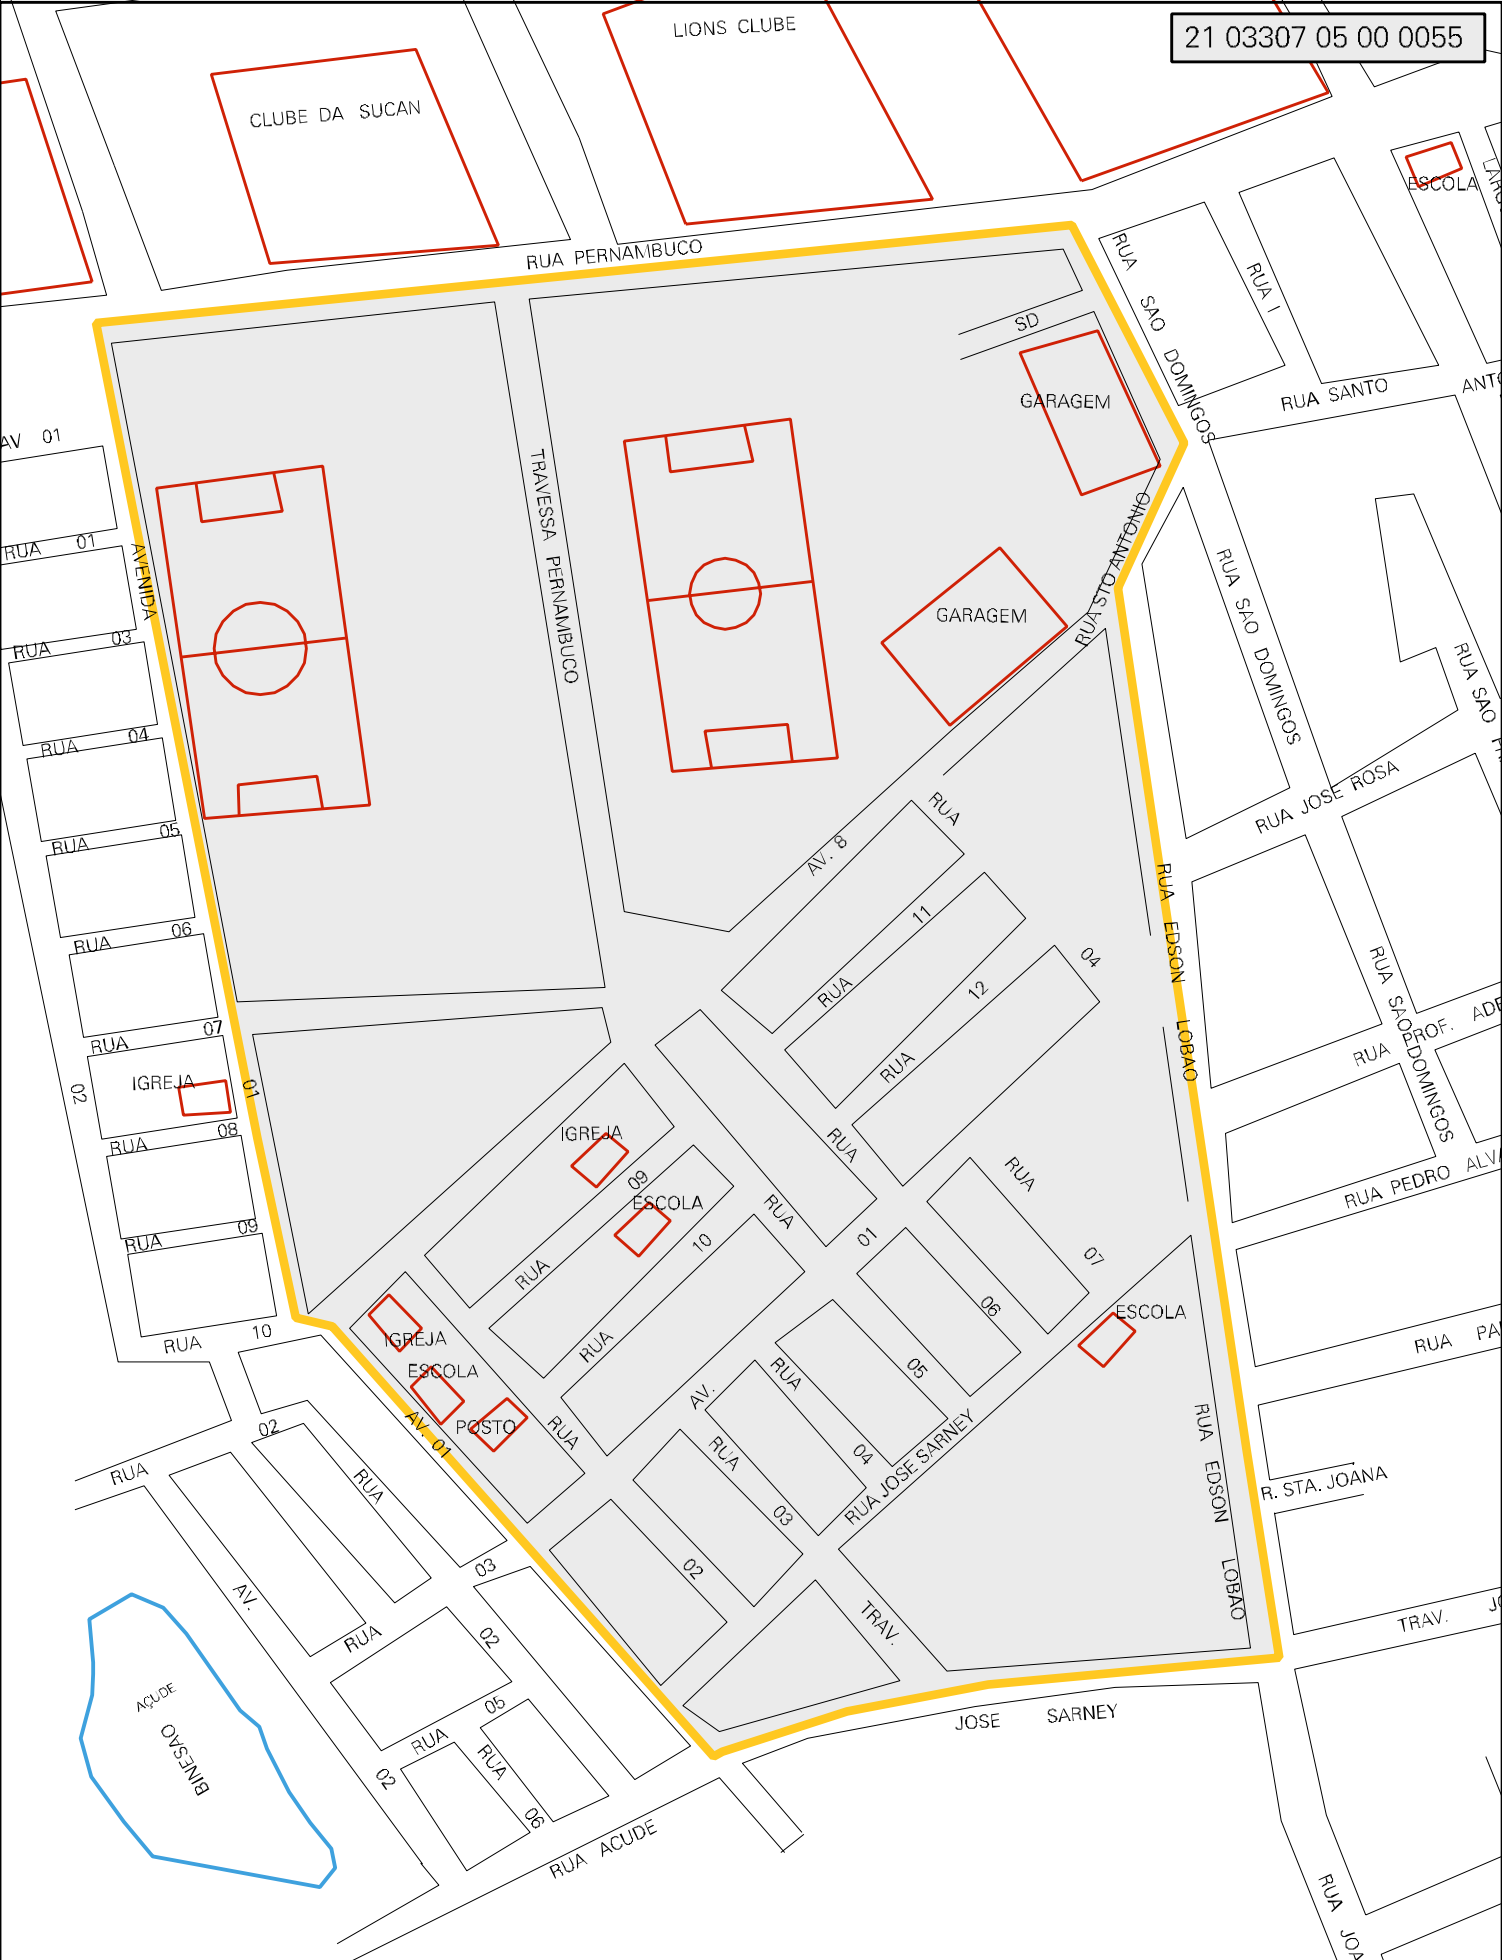 21 03307 05 00 0055
LIONS CLUBE
CLUBE DA SUCAN
ESCOLA
RUA PERNAMBUCO
RUA SAO DOMINGOS
RUA I
SD
GARAGEM
RUA SANTO
AV 01
RUA 01
AVENIDA 01
TRAVESSA PERNAMBUCO
RUA STO ANTONIO
GARAGEM
RUA SAO DOMINGOS
RUA SAO
RUA 03
RUA 04
RUA JOSE ROSA
RUA 05
AV. 8
RUA 04
RUA 06
RUA 11
RUA EDSON LOBAO
RUA SAO DOMINGOS
RUA PROF.
RUA 07
RUA 12
02
IGREJA
RUA 08
IGREJA
RUA 09
ESCOLA
RUA
RUA 07
RUA PEDRO
RUA 09
RUA 10
RUA
AV. 01
06
ESCOLA
RUA 10
IGREJA
ESCOLA
POSTO
RUA
RUA
05
RUA 04
RUA JOSE SARNEY
RUA EDSON LOBAO
RUA
R. STA. JOANA
AV. 01
RUA 02
RUA 03
RUA 03
02
TRAV.
TRAV.
AV. 02
RUA
02
RUA 05
RUA 06
AÇUDE
BINESAO
JOSE SARNEY
RUA ACUDE
RUA